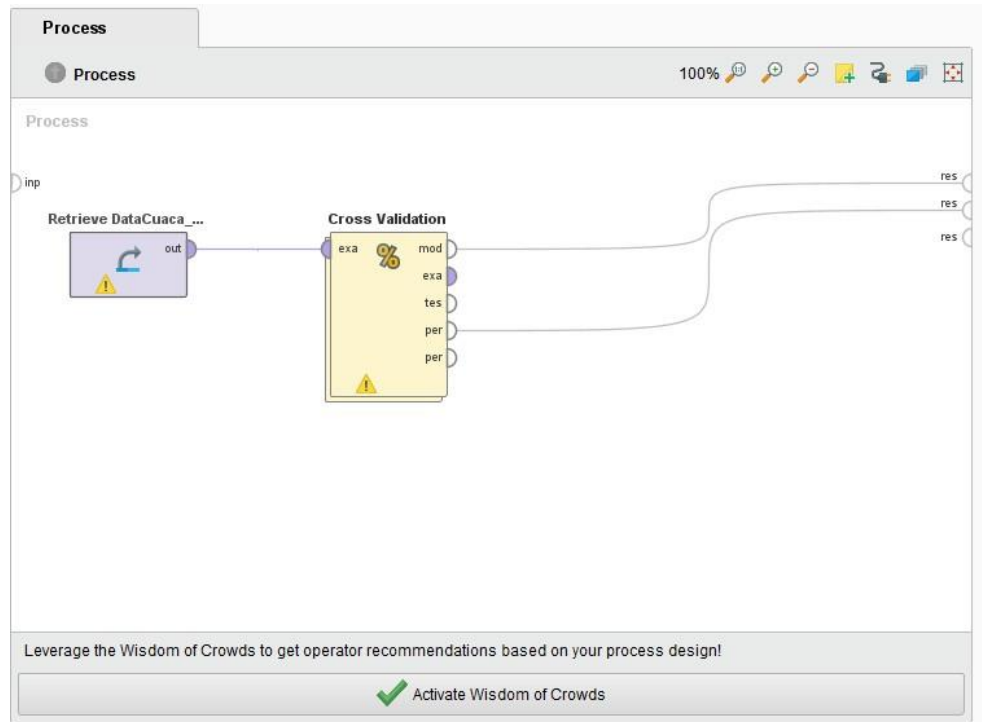 Process
Process
100%
Process
inp
res
res
res
Retrieve DataCuaca_...
out
Cross Validation
exa
%
mod
exa
tes
per
per
Leverage the Wisdom of Crowds to get operator recommendations based on your process design!
Activate Wisdom of Crowds